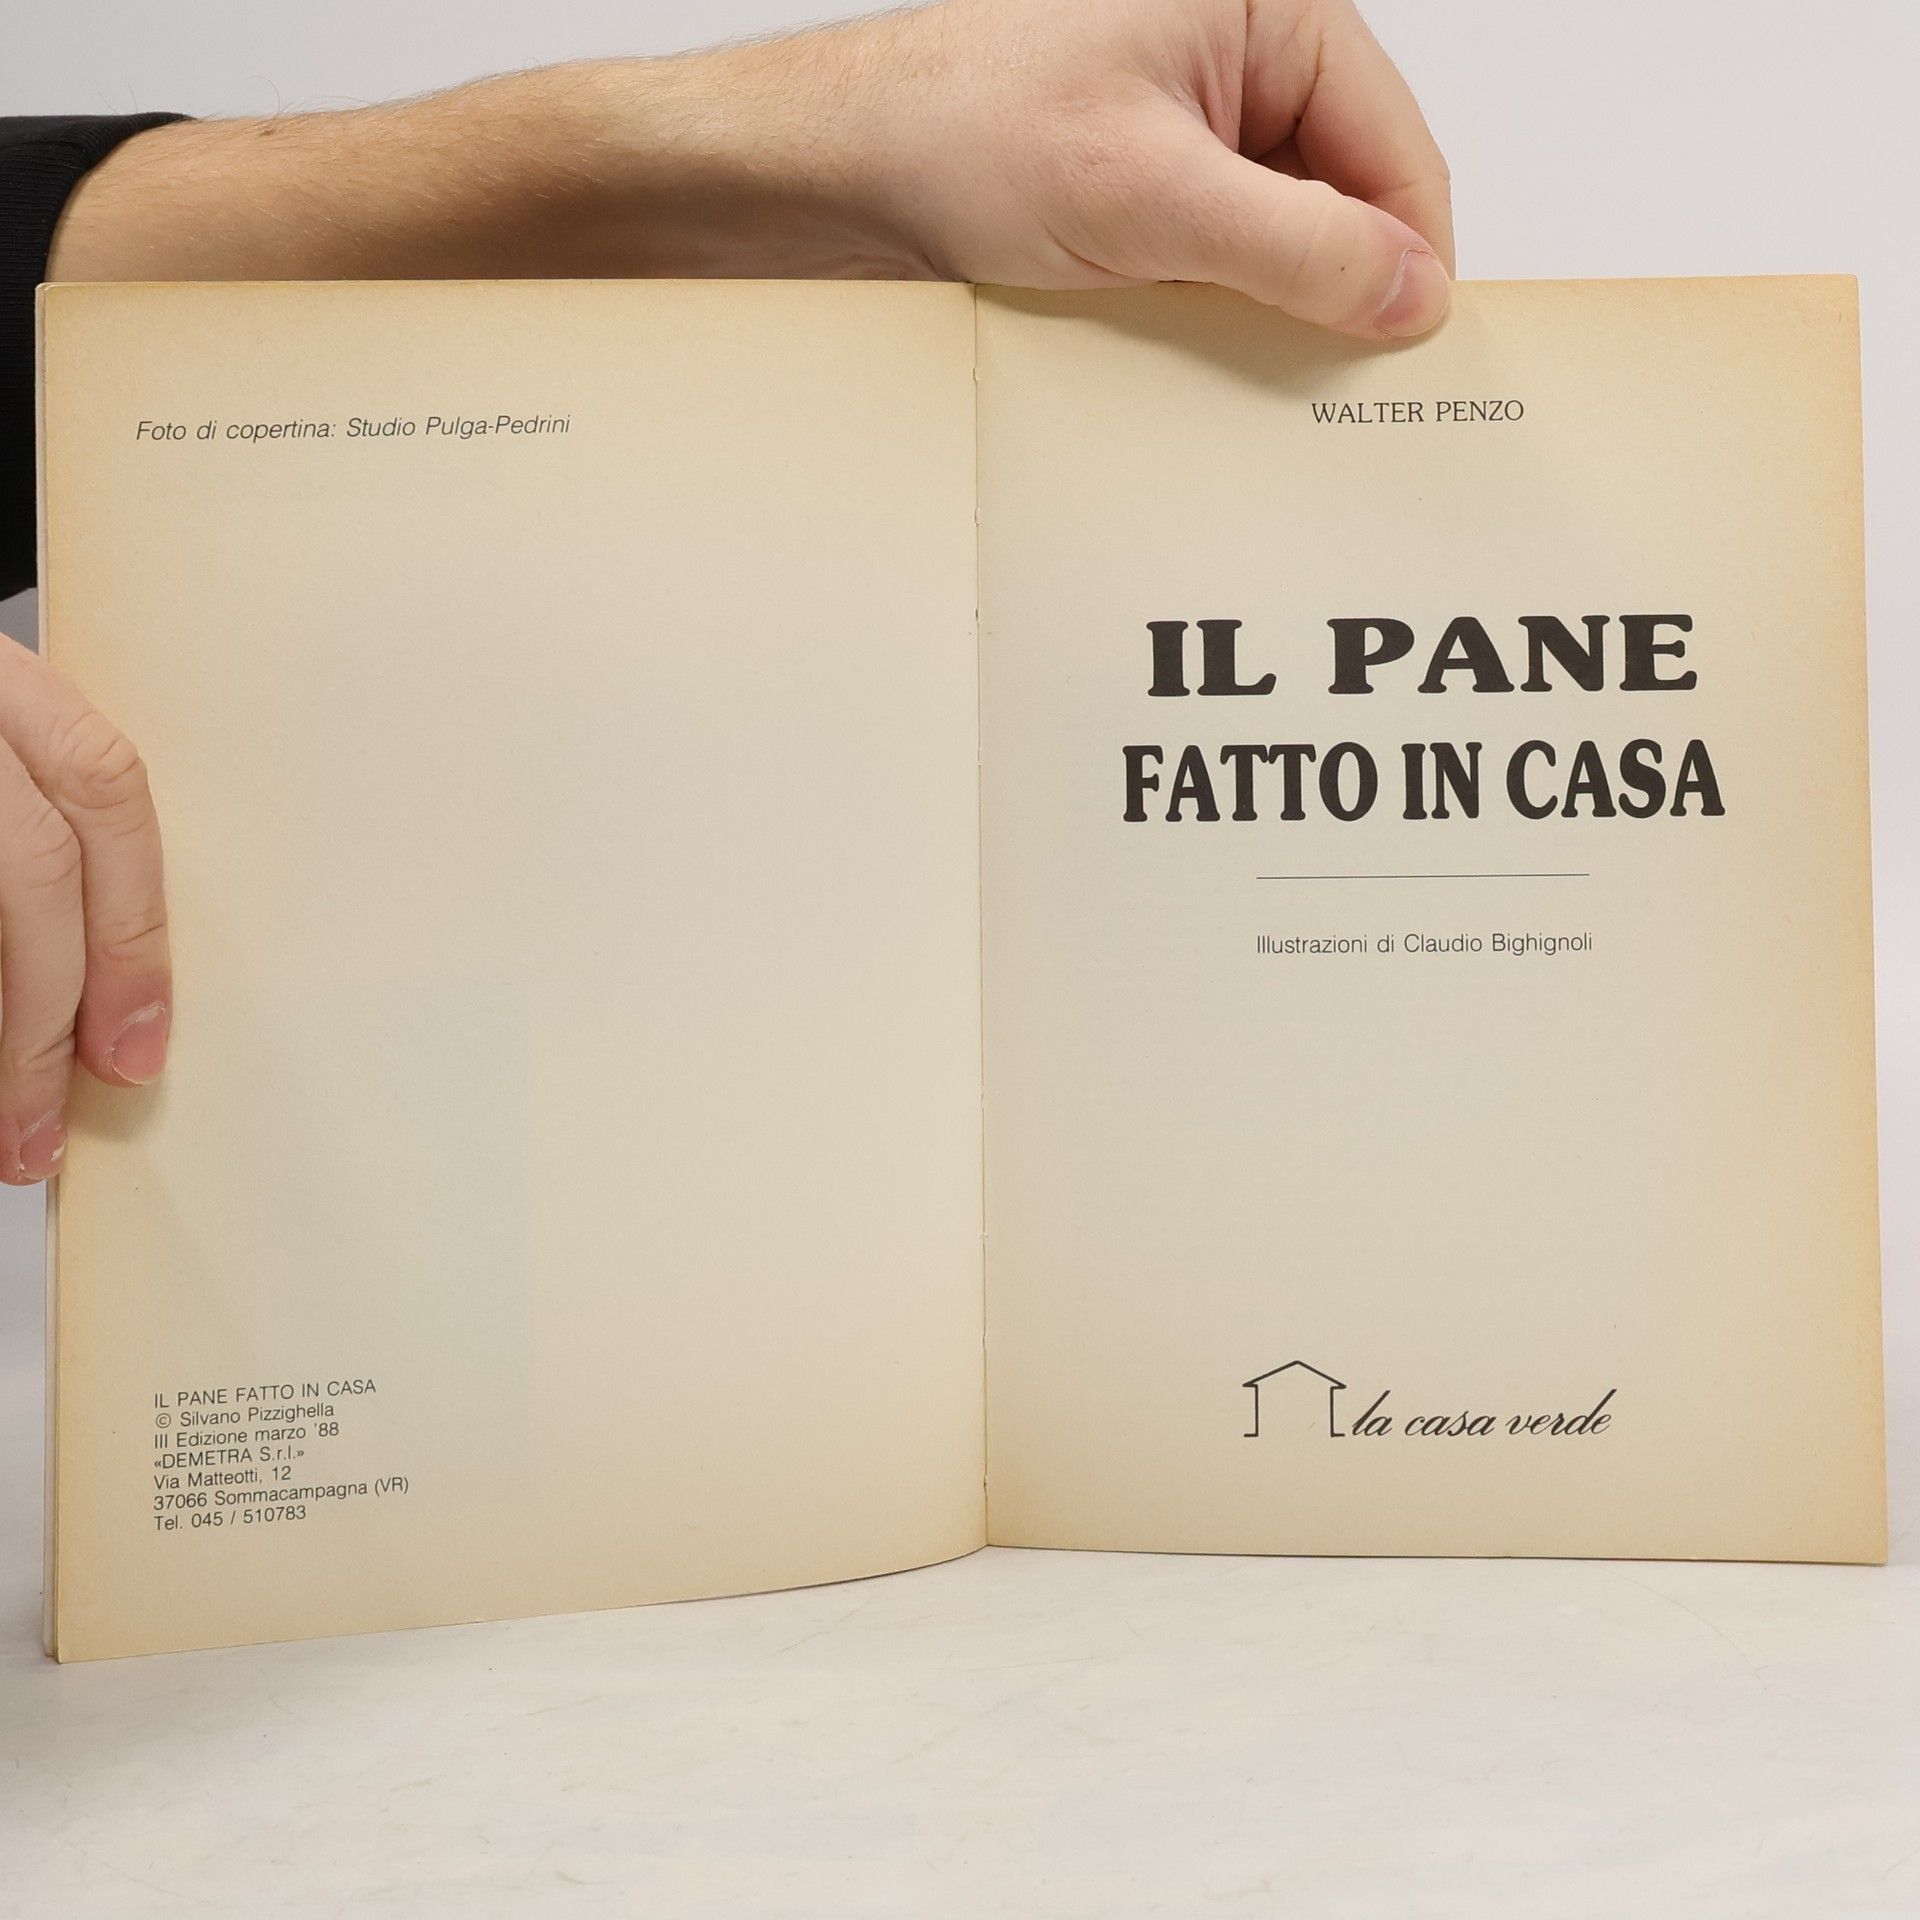 Foto di copertina: Studio Pulga-Pedrini
IL PANE FATTO IN CASA
© Silvano Pizzighella
III Edizione marzo '88
«DEMETRA S.r.l.»
Via Matteotti, 12
37066 Sommacampagna (VR)
Tel. 045 / 510783
WALTER PENZO
IL PANE
FATTO IN CASA
Illustrazioni di Claudio Bighignoli
la casa verde